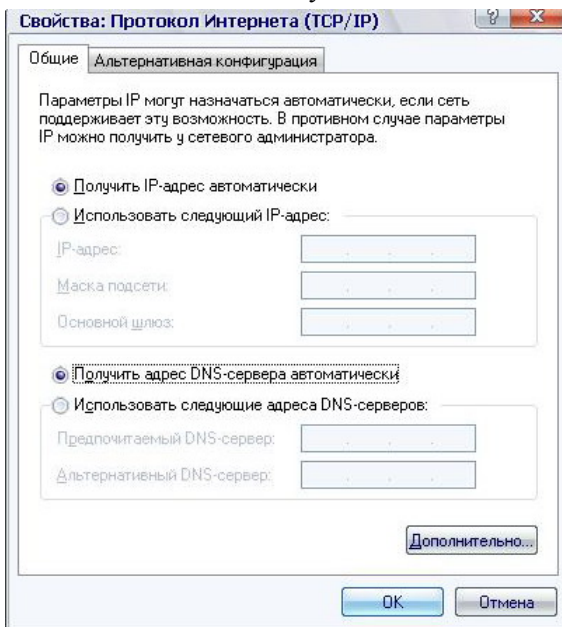 Свойства: Протокол Интернета (TCP/IP)
Общие Альтернативная конфигурация
Параметры IP могут назначаться автоматически, если сеть
поддерживает эту возможность. В противном случае параметры
IP можно получить у сетевого администратора.
Получить IP-адрес автоматически
Использовать следующий IP-адрес:
IP-адрес:
Маска подсети:
Основной шлюз:
Получить адрес DNS-сервера автоматически
Использовать следующие адреса DNS-серверов:
Предпочитаемый DNS-сервер:
Альтернативный DNS-сервер:
Дополнительно...
OK Отмена